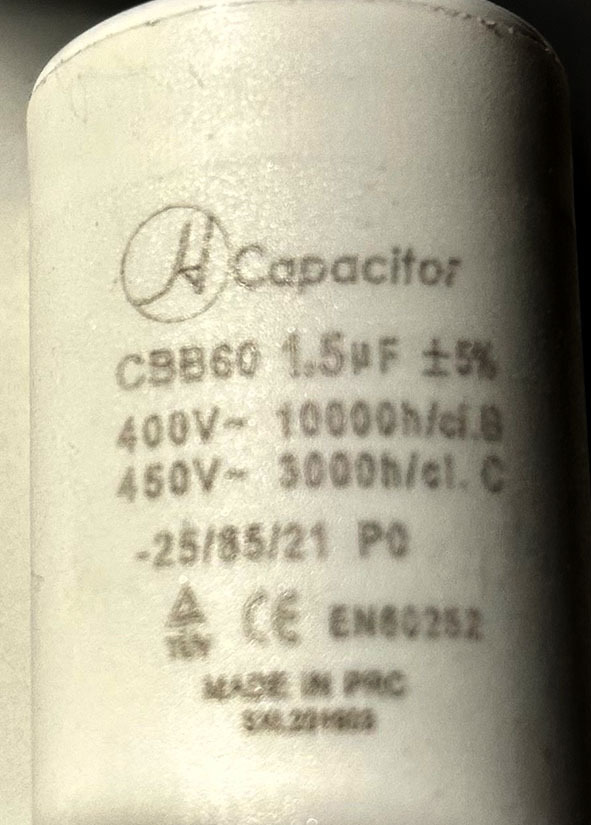 Capacitor
CBB60 1.5µF ±5%
400V~ 10000h/cl.B
450V~ 3000h/cl.C
-25/85/21 P0
TÜV CE EN60252
MADE IN PRC